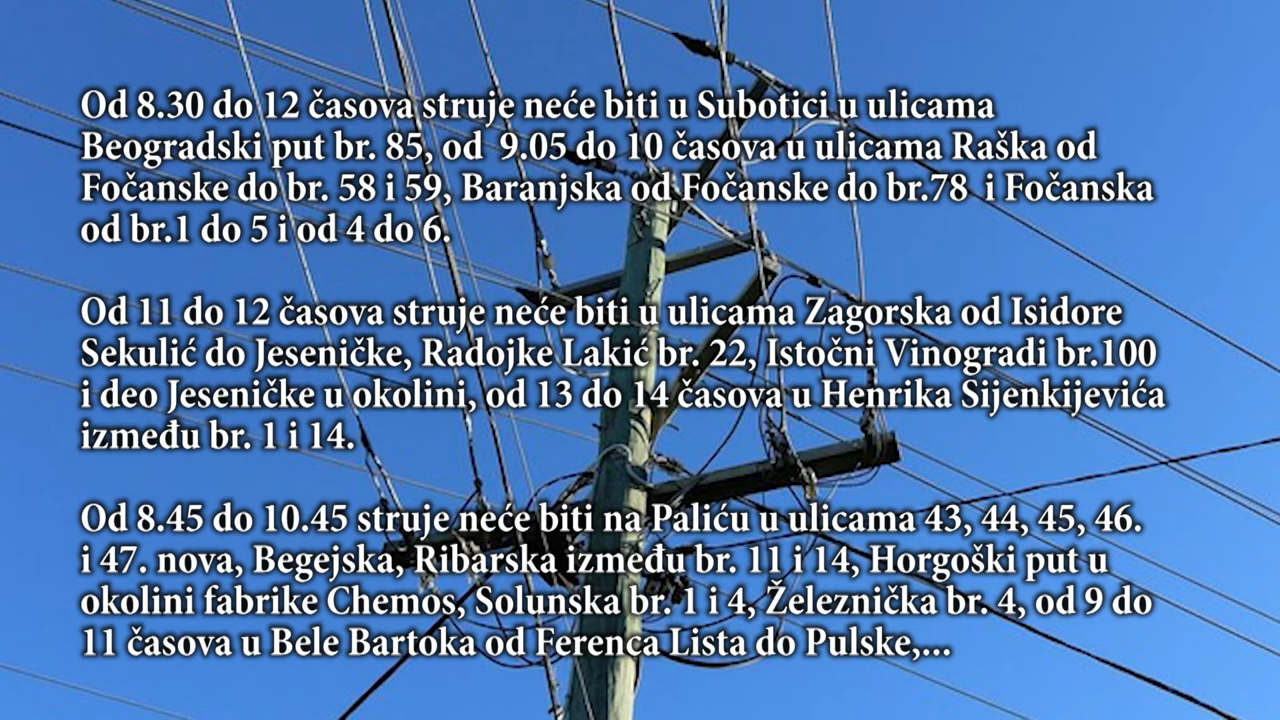 Od 8.30 do 12 časova struje neće biti u Subotici u ulicama
Beogradski put br. 85, od  9.05 do 10 časova u ulicama Raška od
Fočanske do br. 58 i 59, Baranjska od Fočanske do br.78  i Fočanska
od br.1 do 5 i od 4 do 6.

Od 11 do 12 časova struje neće biti u ulicama Zagorska od Isidore
Sekulić do Jeseničke, Radojke Lakić br. 22, Istočni Vinogradi br.100
i deo Jeseničke u okolini, od 13 do 14 časova u Henrika Sijenkijevića
između br. 1 i 14.

Od 8.45 do 10.45 struje neće biti na Paliću u ulicama 43, 44, 45, 46.
i 47. nova, Begejska, Ribarska između br. 11 i 14, Horgoški put u
okolini fabrike Chemos, Solunska br. 1 i 4, Železnička br. 4, od 9 do
11 časova u Bele Bartoka od Ferenca Lista do Pulske,...